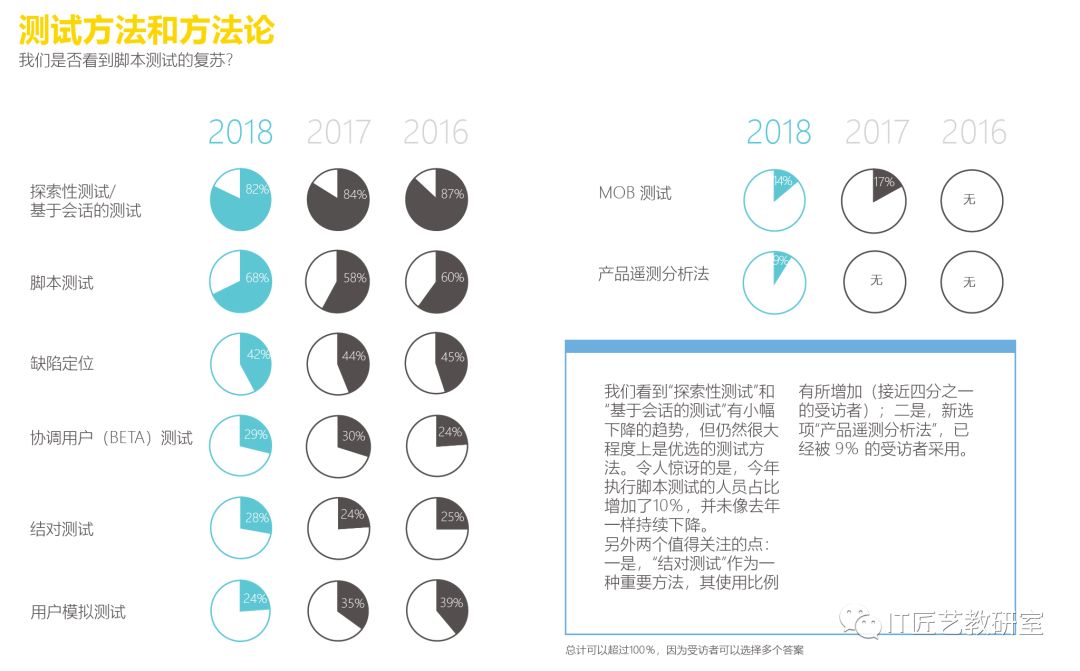 测试方法和方法论
我们是否看到脚本测试的复苏?
2018 2017 2016
探索性测试/
基于会话的测试
82% 84% 87%
脚本测试
68% 58% 60%
缺陷定位
42% 44% 45%
协调用户（BETA）测试
29% 30% 24%
结对测试
28% 24% 25%
用户模拟测试
24% 35% 39%
2018 2017 2016
MOB 测试
14% 17% 无
产品遥测分析法
9% 无 无
我们看到“探索性测试”和
“基于会话的测试”有小幅
下降的趋势，但仍然很大
程度上是优选的测试方
法。令人惊讶的是，今年
执行脚本测试的人员占比
增加了10%，并未像去年
一样持续下降。
另外两个值得关注的点：
一是，“结对测试”作为一
种重要方法，其使用比例
有所增加（接近四分之一
的受访者）；二是，新选
项“产品遥测分析法”，已
经被 9% 的受访者采用。
IT匠艺教研室
总计可以超过100%，因为受访者可以选择多个答案